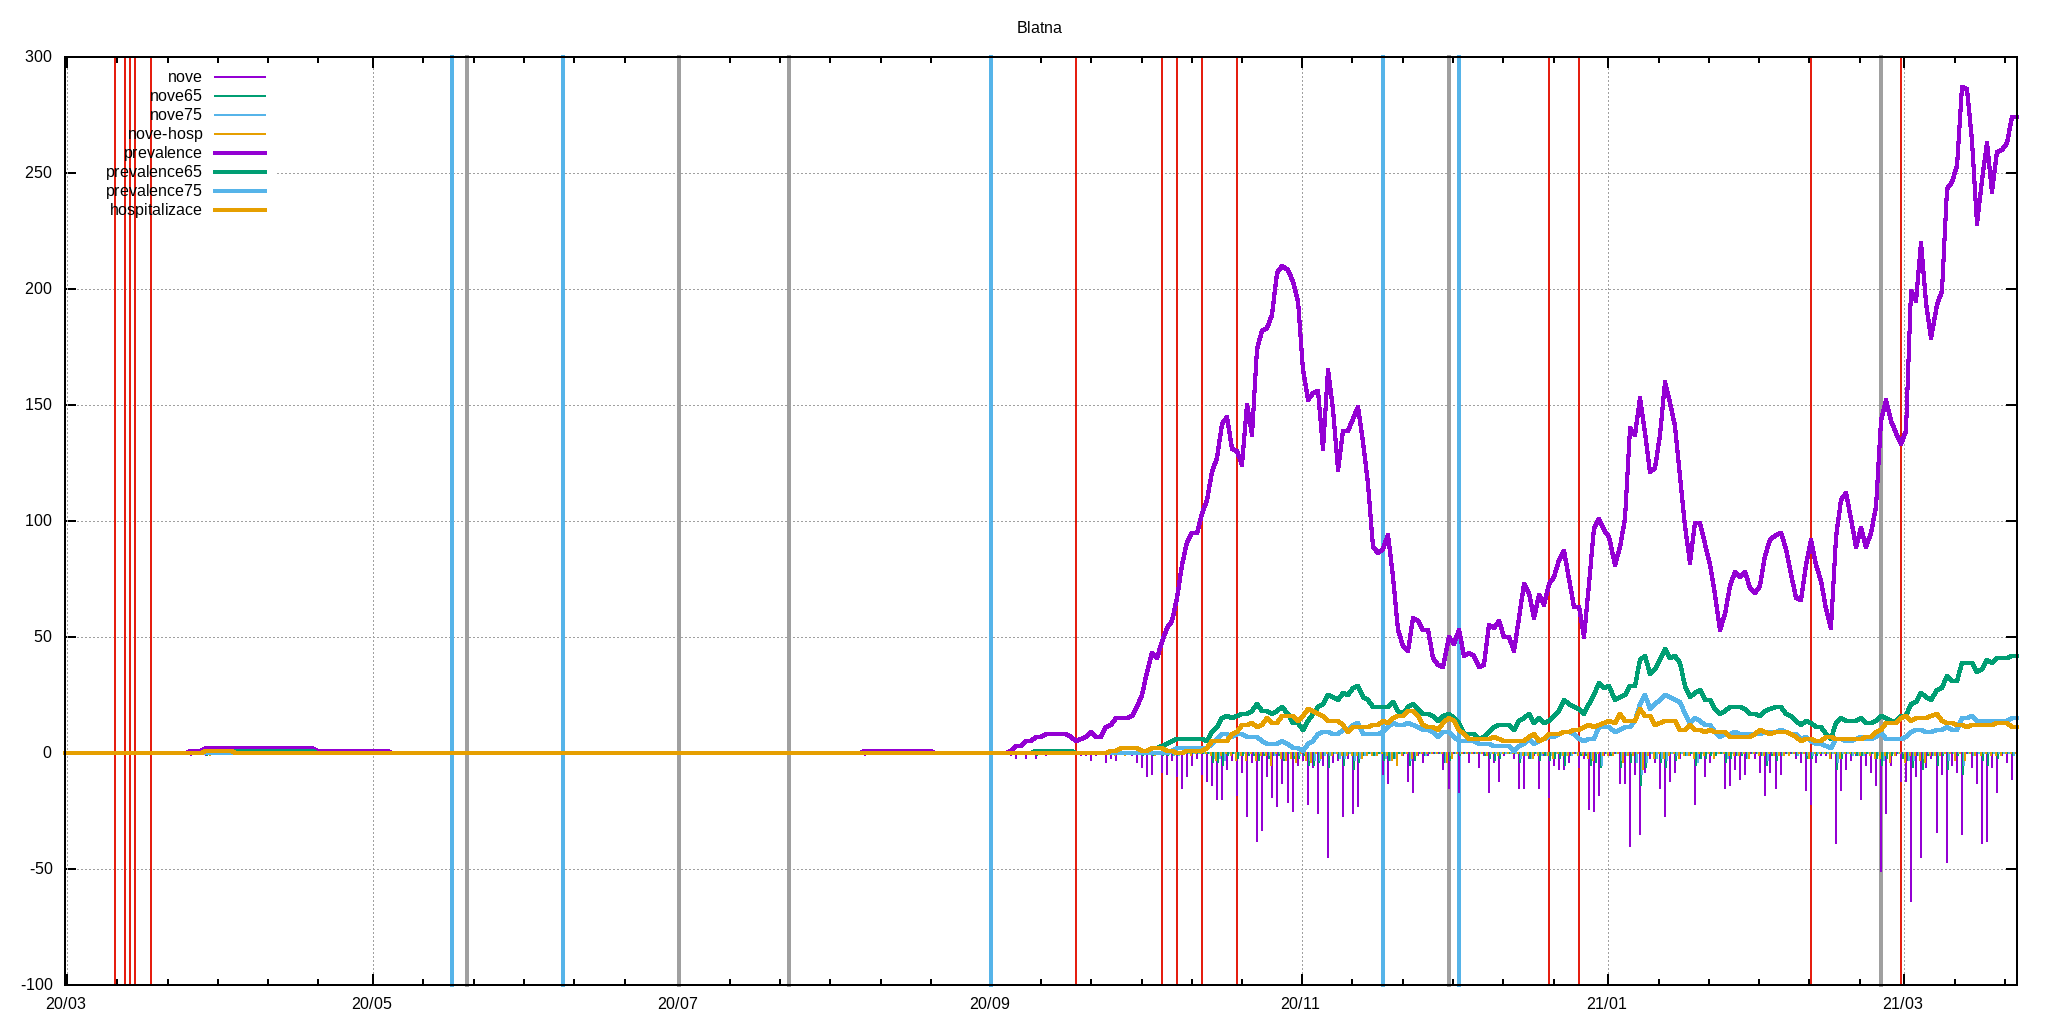 Blatna
300
250
200
150
100
50
0
-50
-100
nove
nove65
nove75
nove-hosp
prevalence
prevalence65
prevalence75
hospitalizace
20/03 20/05 20/07 20/09 20/11 21/01 21/03